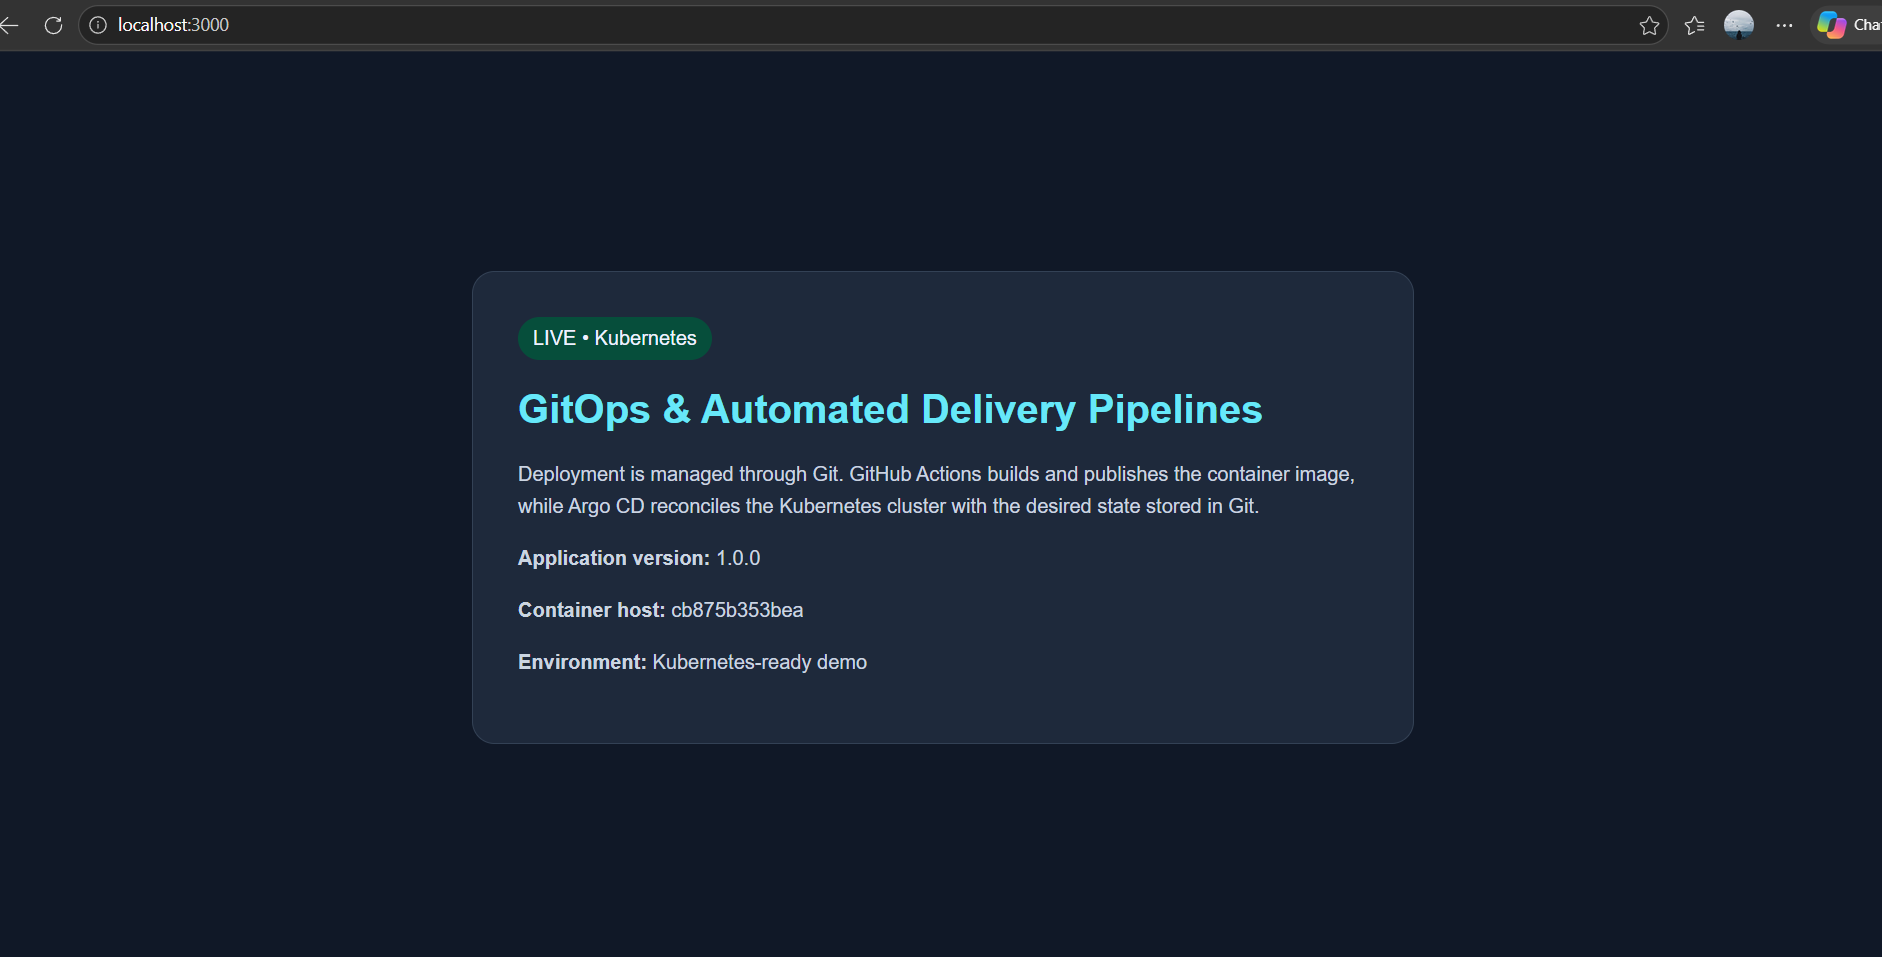 localhost:3000
Cha
LIVE • Kubernetes
GitOps & Automated Delivery Pipelines
Deployment is managed through Git. GitHub Actions builds and publishes the container image,
while Argo CD reconciles the Kubernetes cluster with the desired state stored in Git.
Application version: 1.0.0
Container host: cb875b353bea
Environment: Kubernetes-ready demo